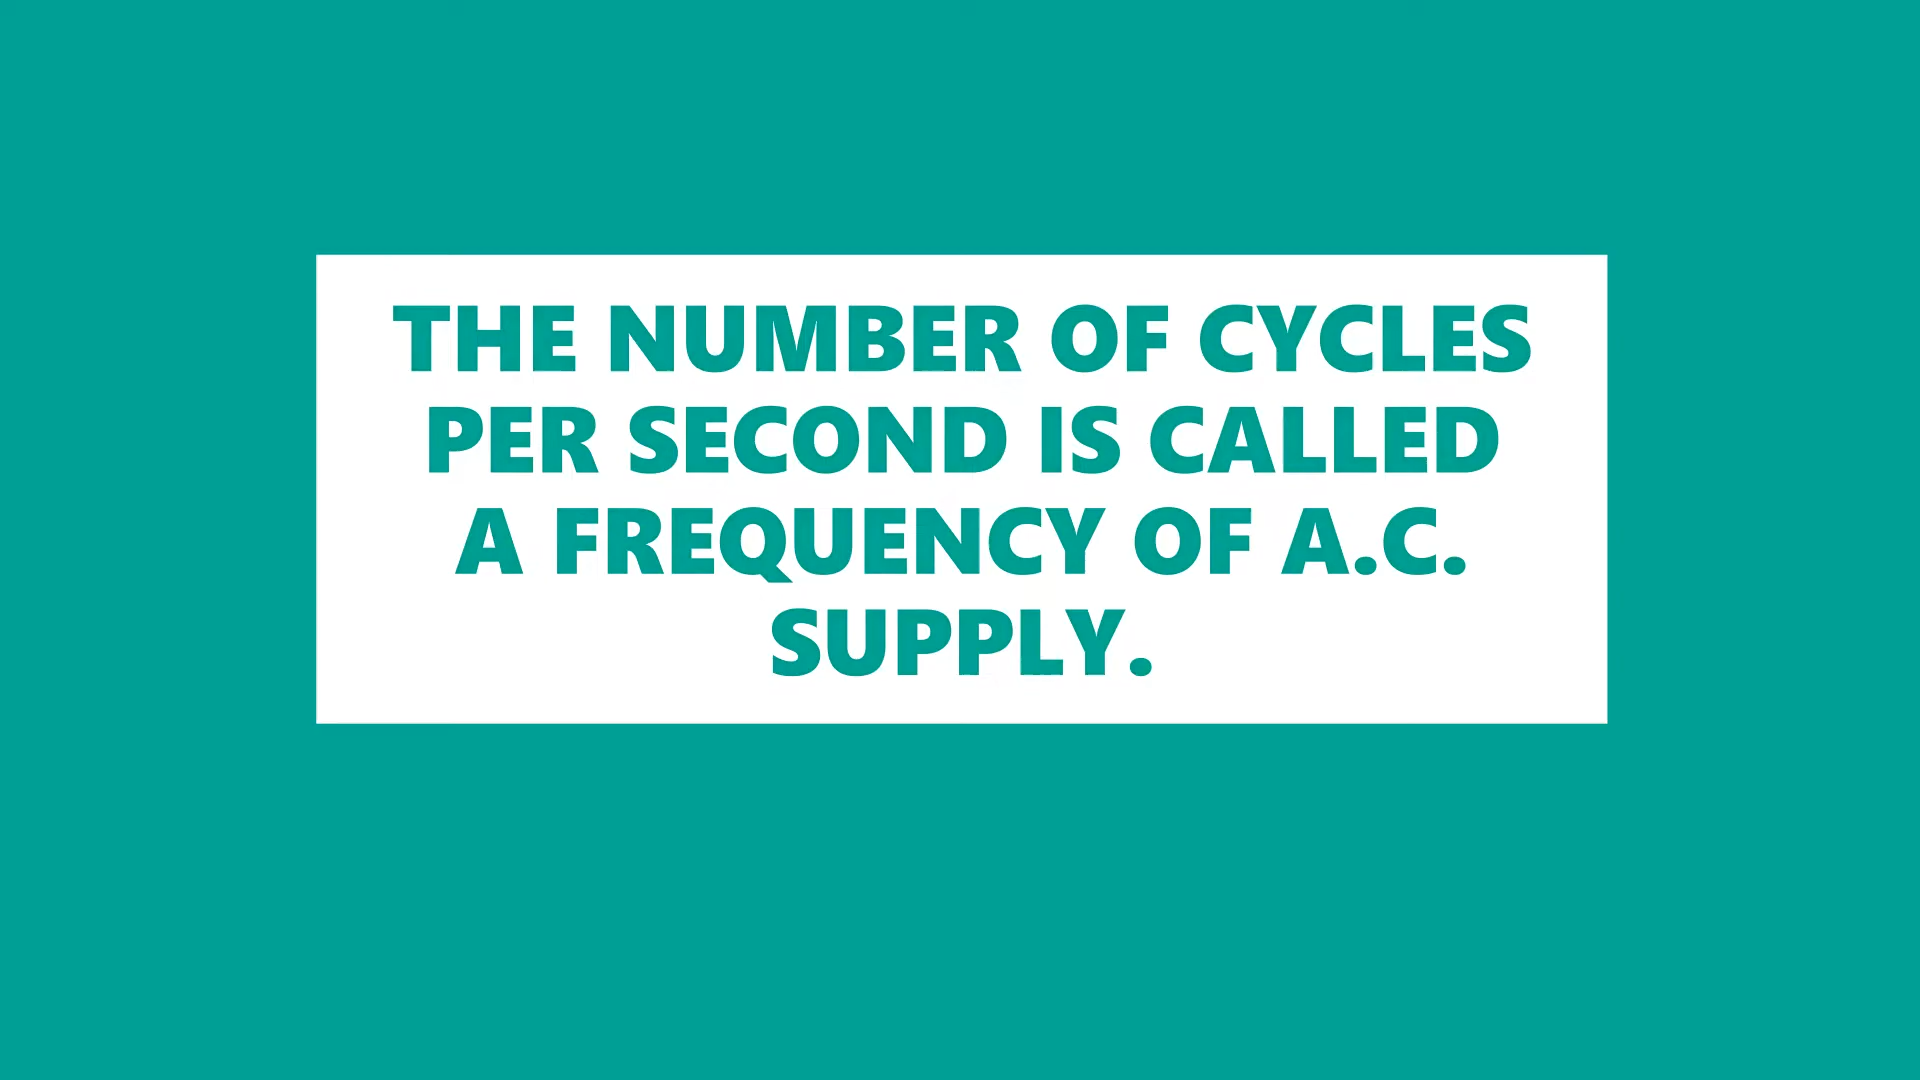 THE NUMBER OF CYCLES
PER SECOND IS CALLED
A FREQUENCY OF A.C.
SUPPLY.